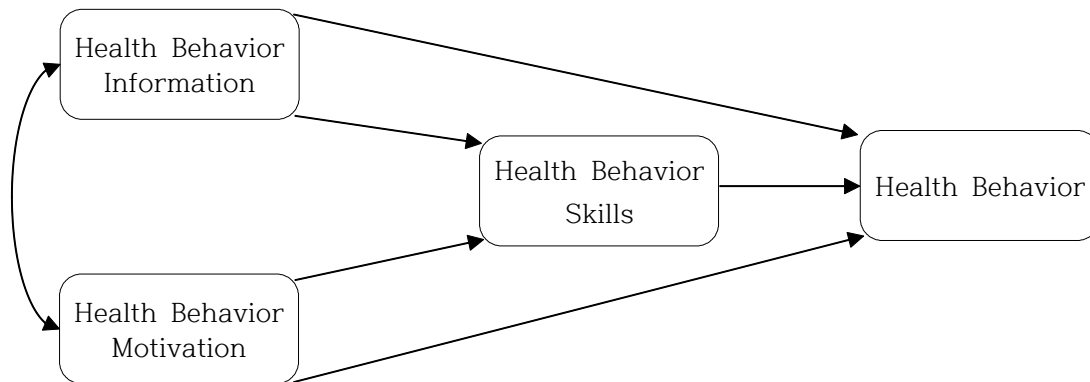 Health Behavior
Information
Health Behavior
Skills
Health Behavior
Health Behavior
Motivation